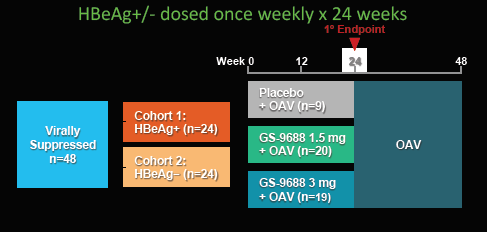 HBeAg+/- dosed once weekly x 24 weeks
1º Endpoint
Week 0 12 24 48
Virally
Suppressed
n=48
Cohort 1:
HBeAg+ (n=24)
Cohort 2:
HBeAg– (n=24)
Placebo
+ OAV (n=9)
GS-9688 1.5 mg
+ OAV (n=20)
GS-9688 3 mg
+ OAV (n=19)
OAV